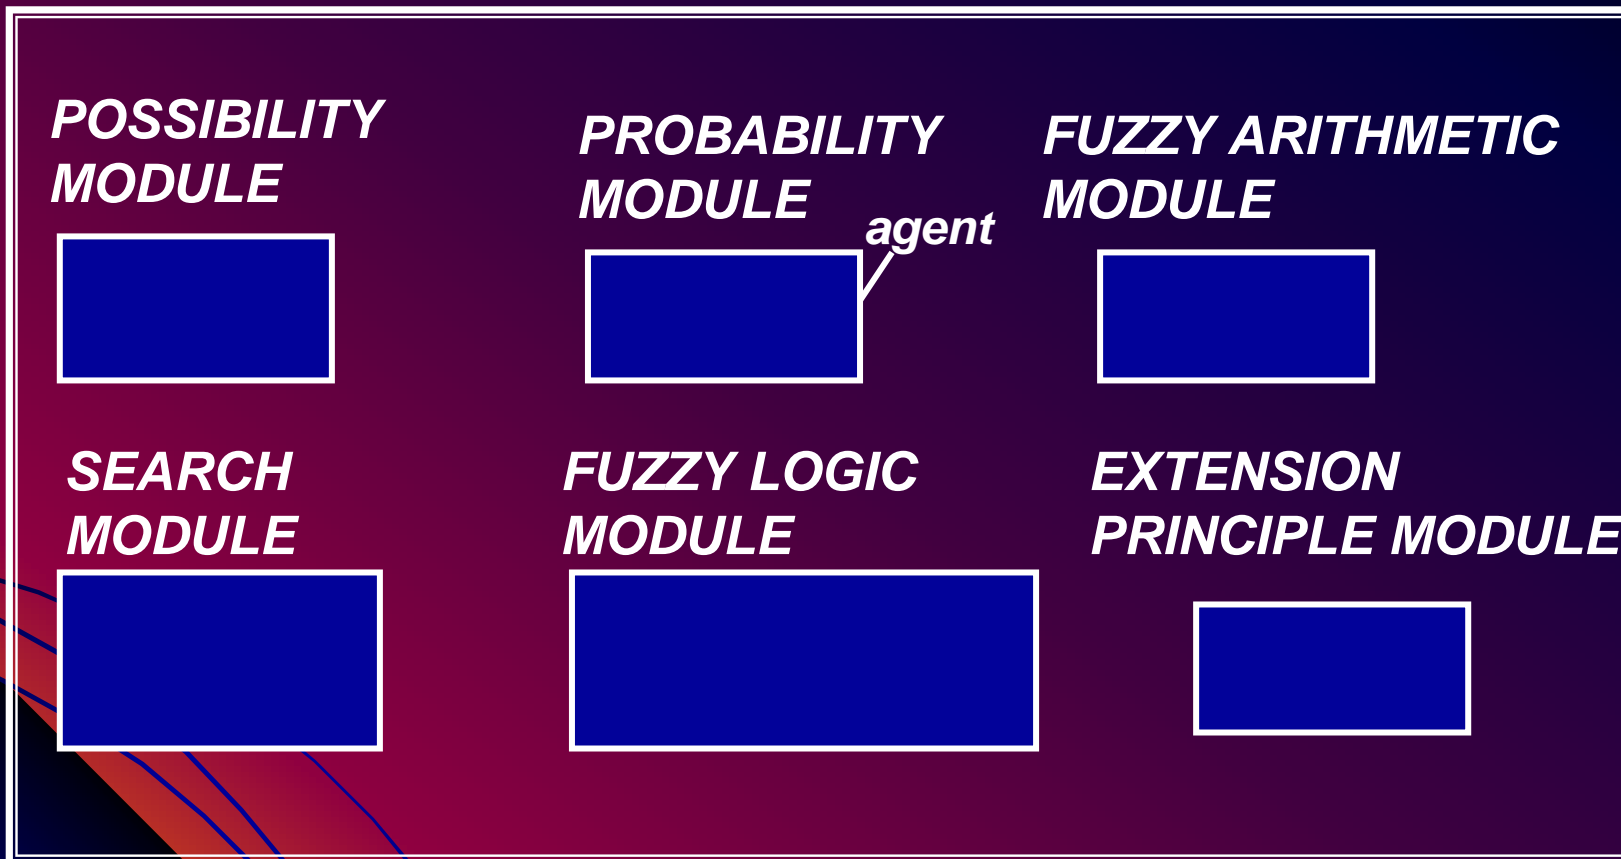 POSSIBILITY
MODULE
PROBABILITY
MODULE
agent
FUZZY ARITHMETIC
MODULE
SEARCH
MODULE
FUZZY LOGIC
MODULE
EXTENSION
PRINCIPLE MODULE